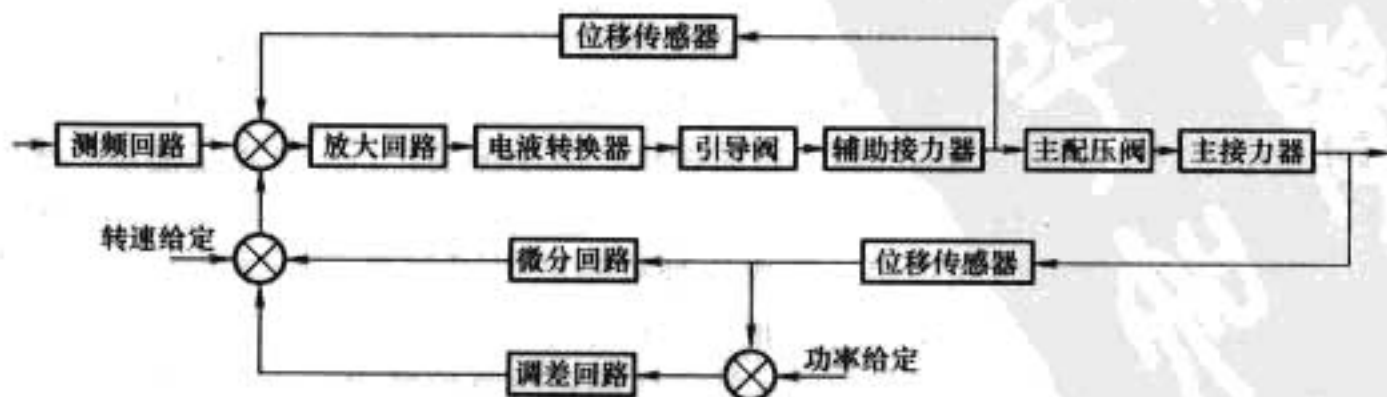 位移传感器
测频回路
放大回路
电液转换器
引导阀
辅助接力器
主配压阀
主接力器
转速给定
微分回路
位移传感器
调差回路
功率给定